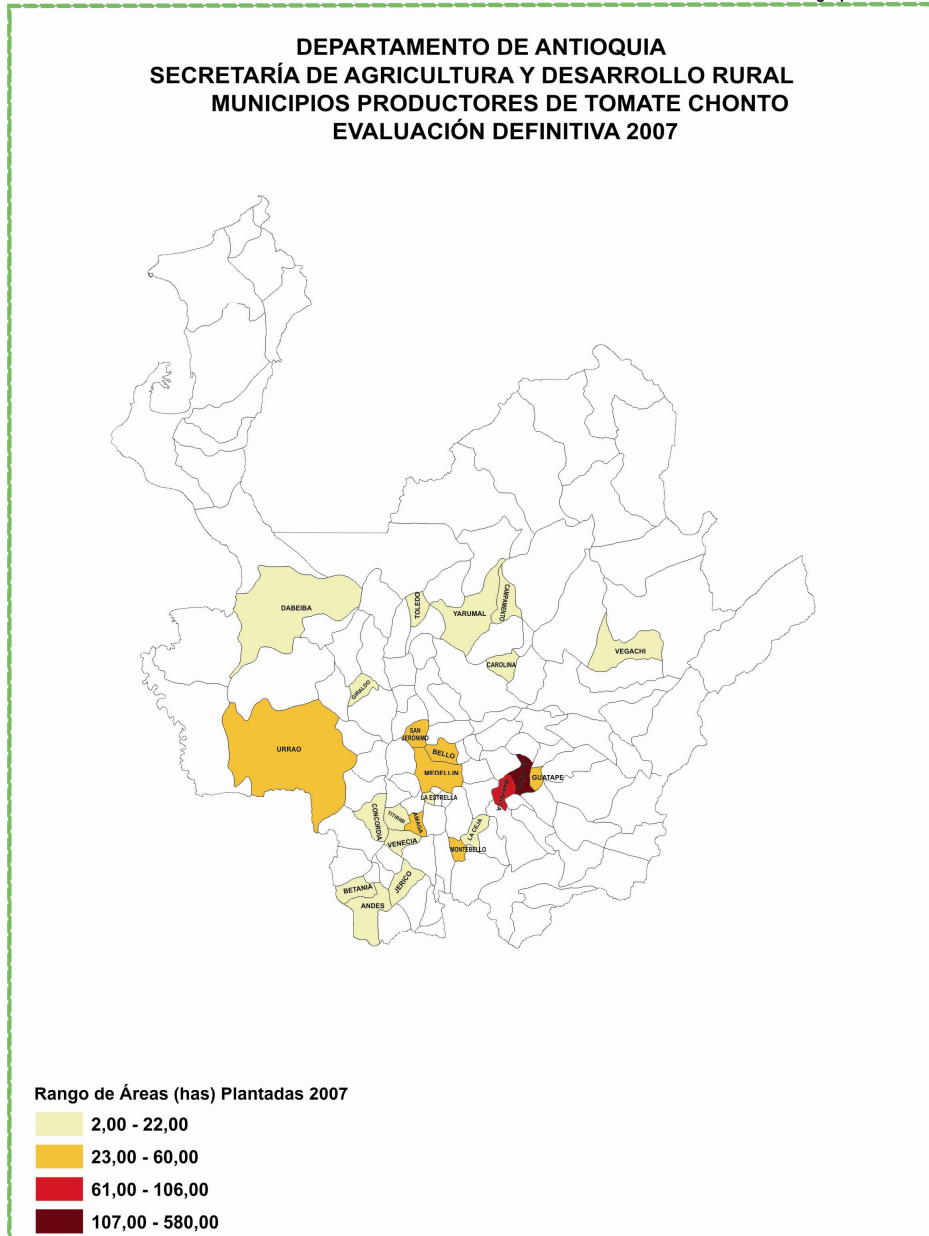 DEPARTAMENTO DE ANTIOQUIA
SECRETARÍA DE AGRICULTURA Y DESARROLLO RURAL
MUNICIPIOS PRODUCTORES DE TOMATE CHONTO
EVALUACIÓN DEFINITIVA 2007
DABEIBA
TOLEDO
YARUMAL
CAMPAMENTO
CAROLINA
VEGACHI
GIRALDO
URRAO
SAN
JERÓNIMO
BELLO
MEDELLIN
GUATAPE
LA ESTRELLA
CONCORDIA
TITIRIBI
AMAGA
VENECIA
LA CEJA
MONTEBELLO
JERICO
BETANIA
ANDES
Rango de Áreas (has) Plantadas 2007
2,00 - 22,00
23,00 - 60,00
61,00 - 106,00
107,00 - 580,00